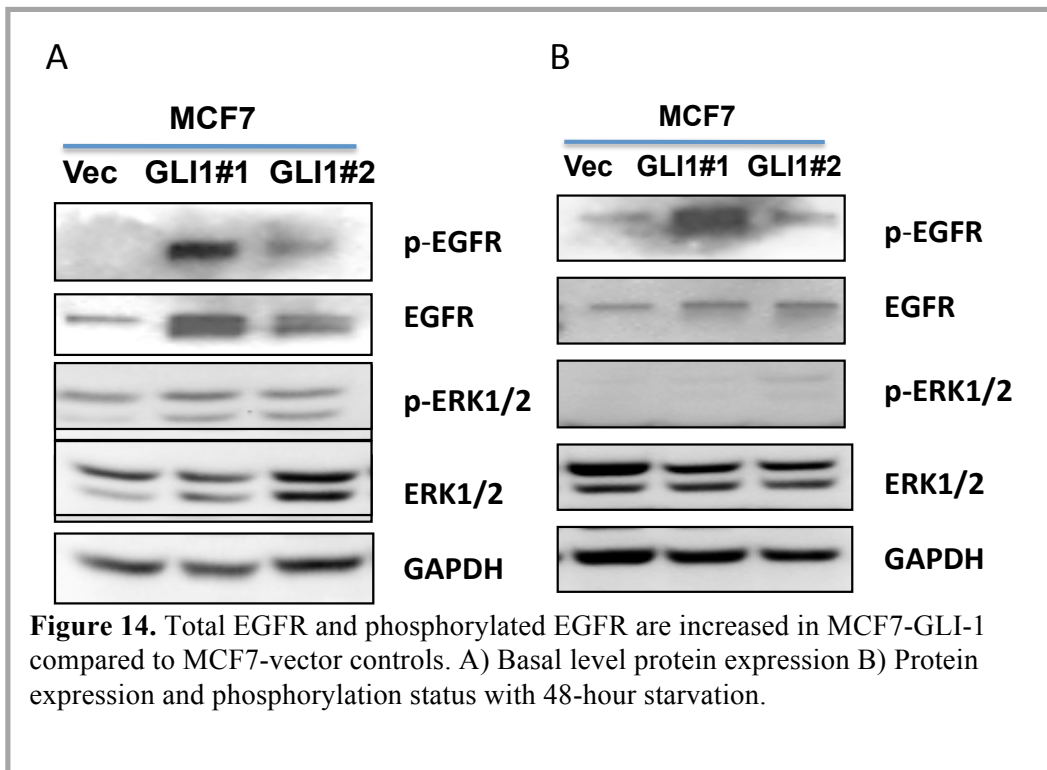 A
MCF7
Vec GLI1#1 GLI1#2
p-EGFR
EGFR
p-ERK1/2
ERK1/2
GAPDH
B
MCF7
Vec GLI1#1 GLI1#2
p-EGFR
EGFR
p-ERK1/2
ERK1/2
GAPDH
Figure 14. Total EGFR and phosphorylated EGFR are increased in MCF7-GLI-1
compared to MCF7-vector controls. A) Basal level protein expression B) Protein
expression and phosphorylation status with 48-hour starvation.